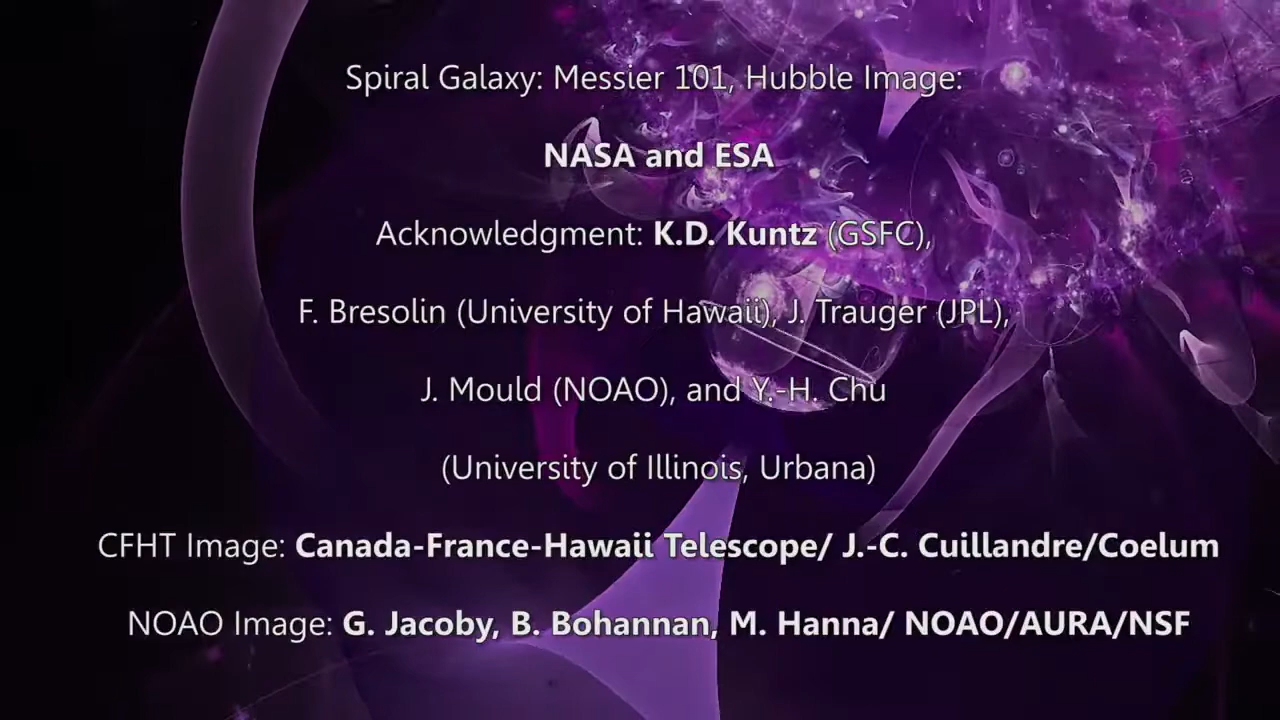 Spiral Galaxy: Messier 101, Hubble Image:
NASA and ESA
Acknowledgment: K.D. Kuntz (GSFC),
F. Bresolin (University of Hawaii), J. Trauger (JPL),
J. Mould (NOAO), and Y.-H. Chu
(University of Illinois, Urbana)
CFHT Image: Canada-France-Hawaii Telescope/ J.-C. Cuillandre/Coelum
NOAO Image: G. Jacoby, B. Bohannan, M. Hanna/ NOAO/AURA/NSF